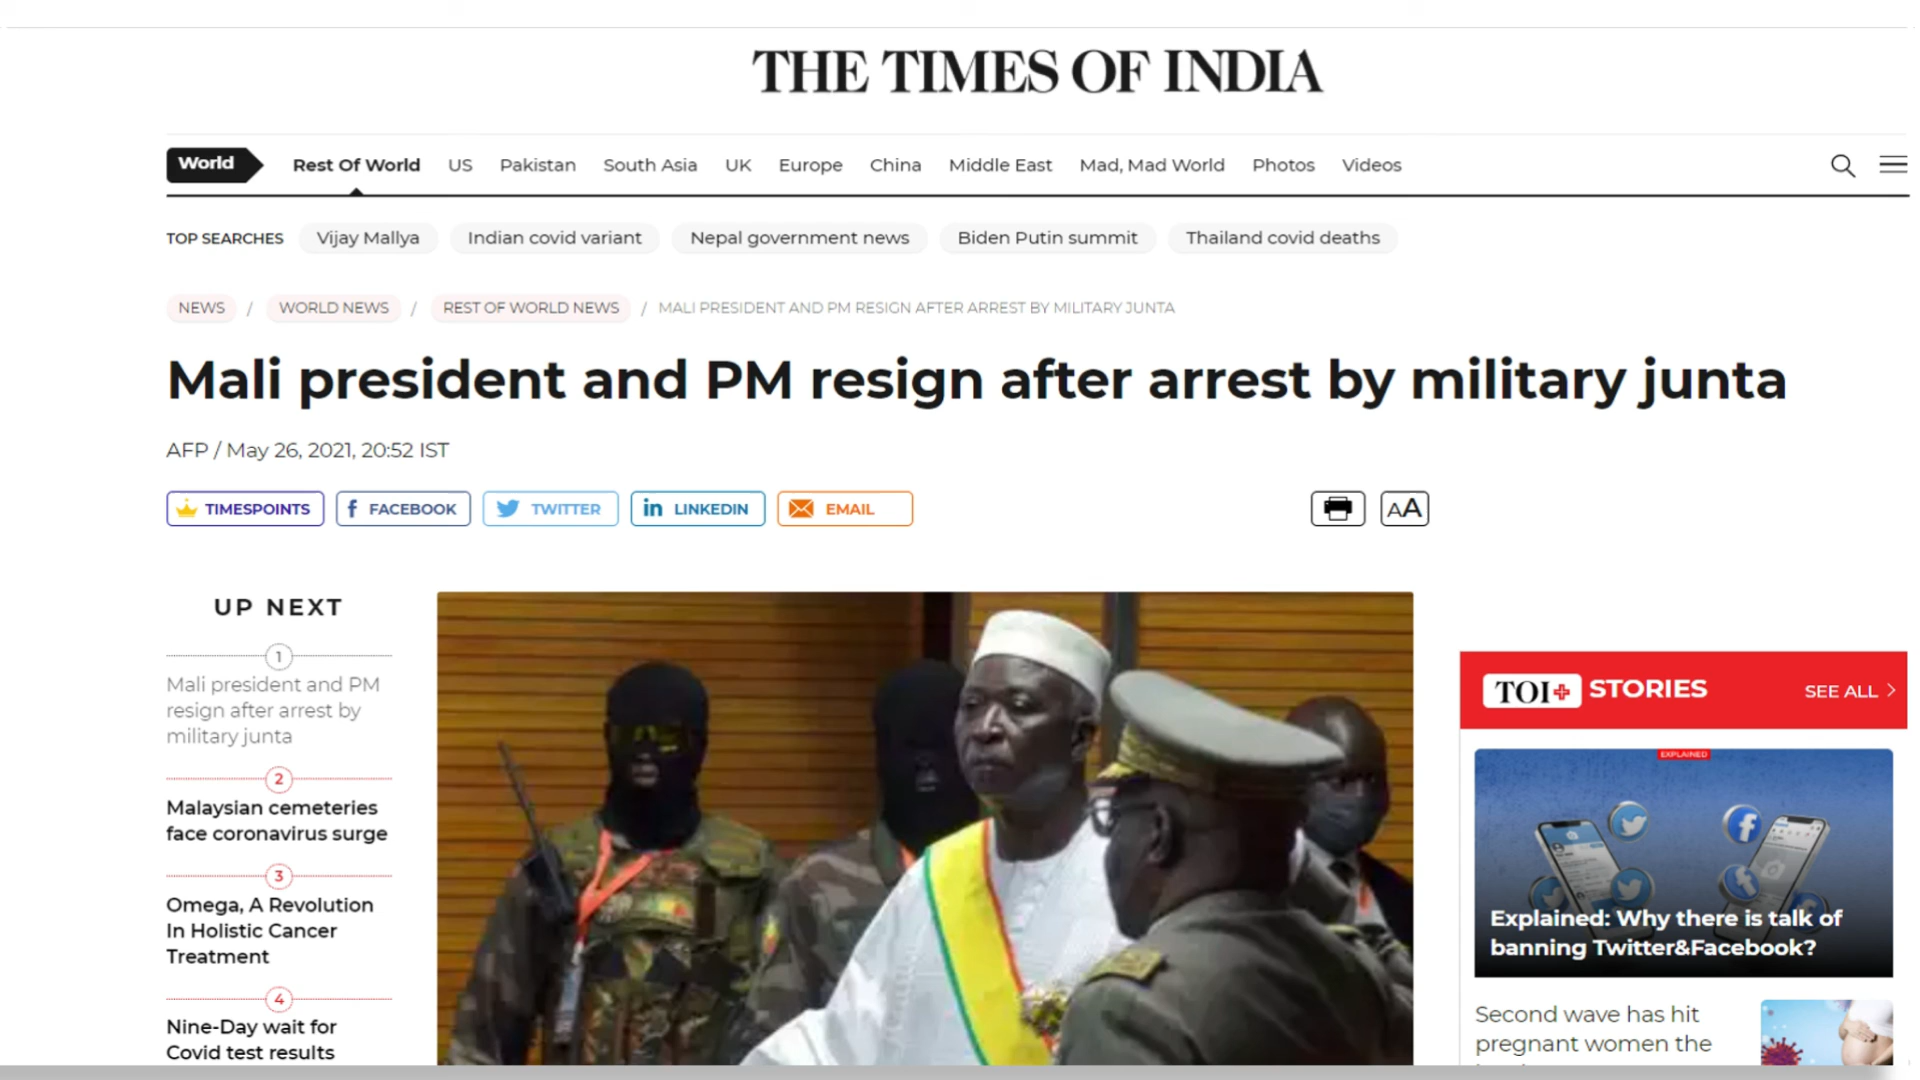 THE TIMES OF INDIA
World
Rest Of World US Pakistan South Asia UK Europe China Middle East Mad, Mad World Photos Videos
TOP SEARCHES Vijay Mallya Indian covid variant Nepal government news Biden Putin summit Thailand covid deaths
NEWS / WORLD NEWS / REST OF WORLD NEWS / MALI PRESIDENT AND PM RESIGN AFTER ARREST BY MILITARY JUNTA
Mali president and PM resign after arrest by military junta
AFP / May 26, 2021, 20:52 IST
TIMESPOINTS FACEBOOK TWITTER LINKEDIN EMAIL AA
UP NEXT
1
Mali president and PM
resign after arrest by
military junta
2
Malaysian cemeteries
face coronavirus surge
3
Omega, A Revolution
In Holistic Cancer
Treatment
4
Nine-Day wait for
Covid test results
TOI+ STORIES SEE ALL
EXPLAINED
Explained: Why there is talk of
banning Twitter&Facebook?
Second wave has hit
pregnant women the